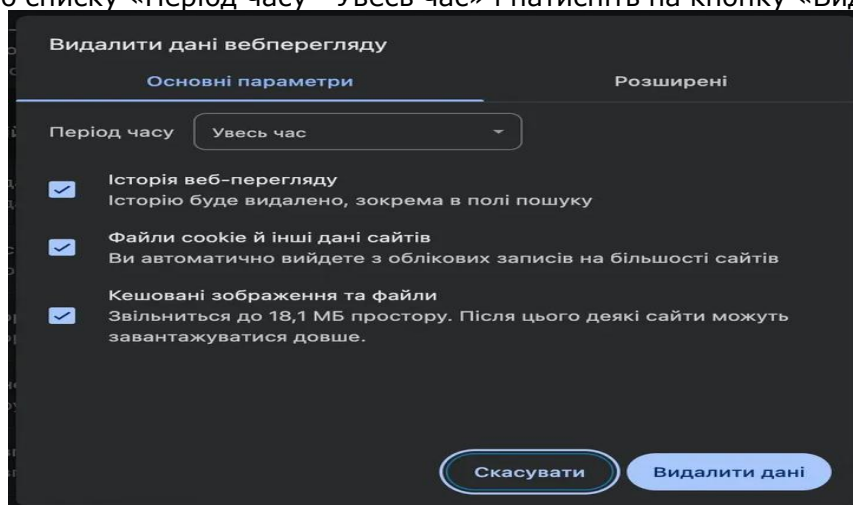 списку «Період часу - Увесь час» і натисніть на кнопку
Видалити дані вебперегляду
Основні параметри
Розширені
Період часу
Увесь час
Історія веб-перегляду
Історію буде видалено, зокрема в полі пошуку
Файли cookie й інші дані сайтів
Ви автоматично вийдете з облікових записів на більшості сайтів
Кешовані зображення та файли
Звільниться до 18,1 МБ простору. Після цього деякі сайти можуть
завантажуватися довше.
Скасувати
Видалити дані